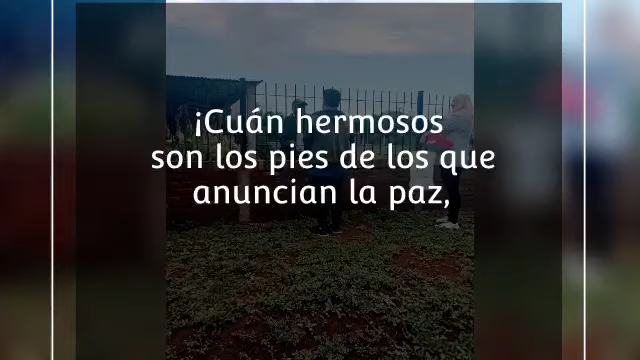 ¡Cuán hermosos
son los pies de los que
anuncian la paz,